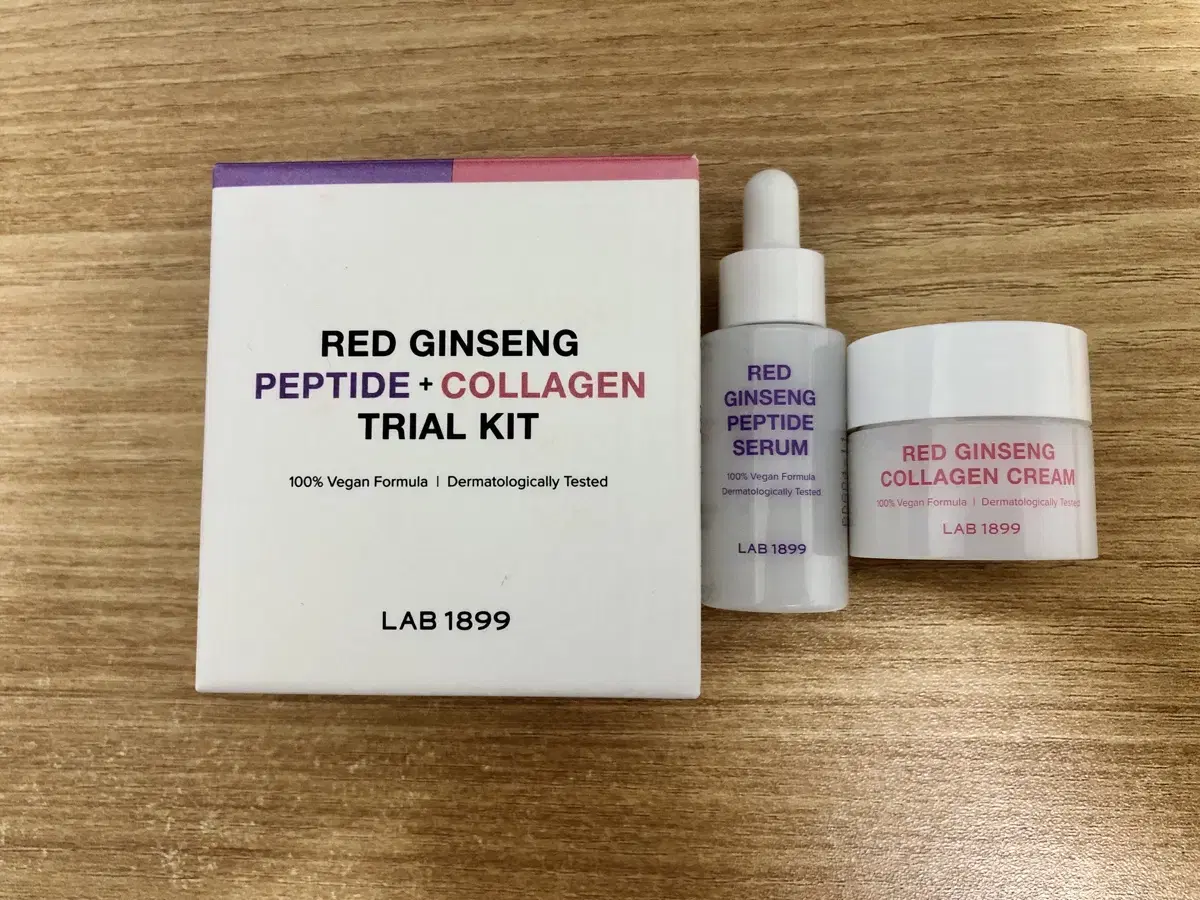 RED GINSENG
PEPTIDE + COLLAGEN
TRIAL KIT
100% Vegan Formula | Dermatologically Tested
LAB 1899
RED
GINSENG
PEPTIDE
SERUM
100% Vegan Formula
Dermatologically Tested
LAB 1899
RED GINSENG
COLLAGEN CREAM
100% Vegan Formula | Dermatologically Tested
LAB 1899